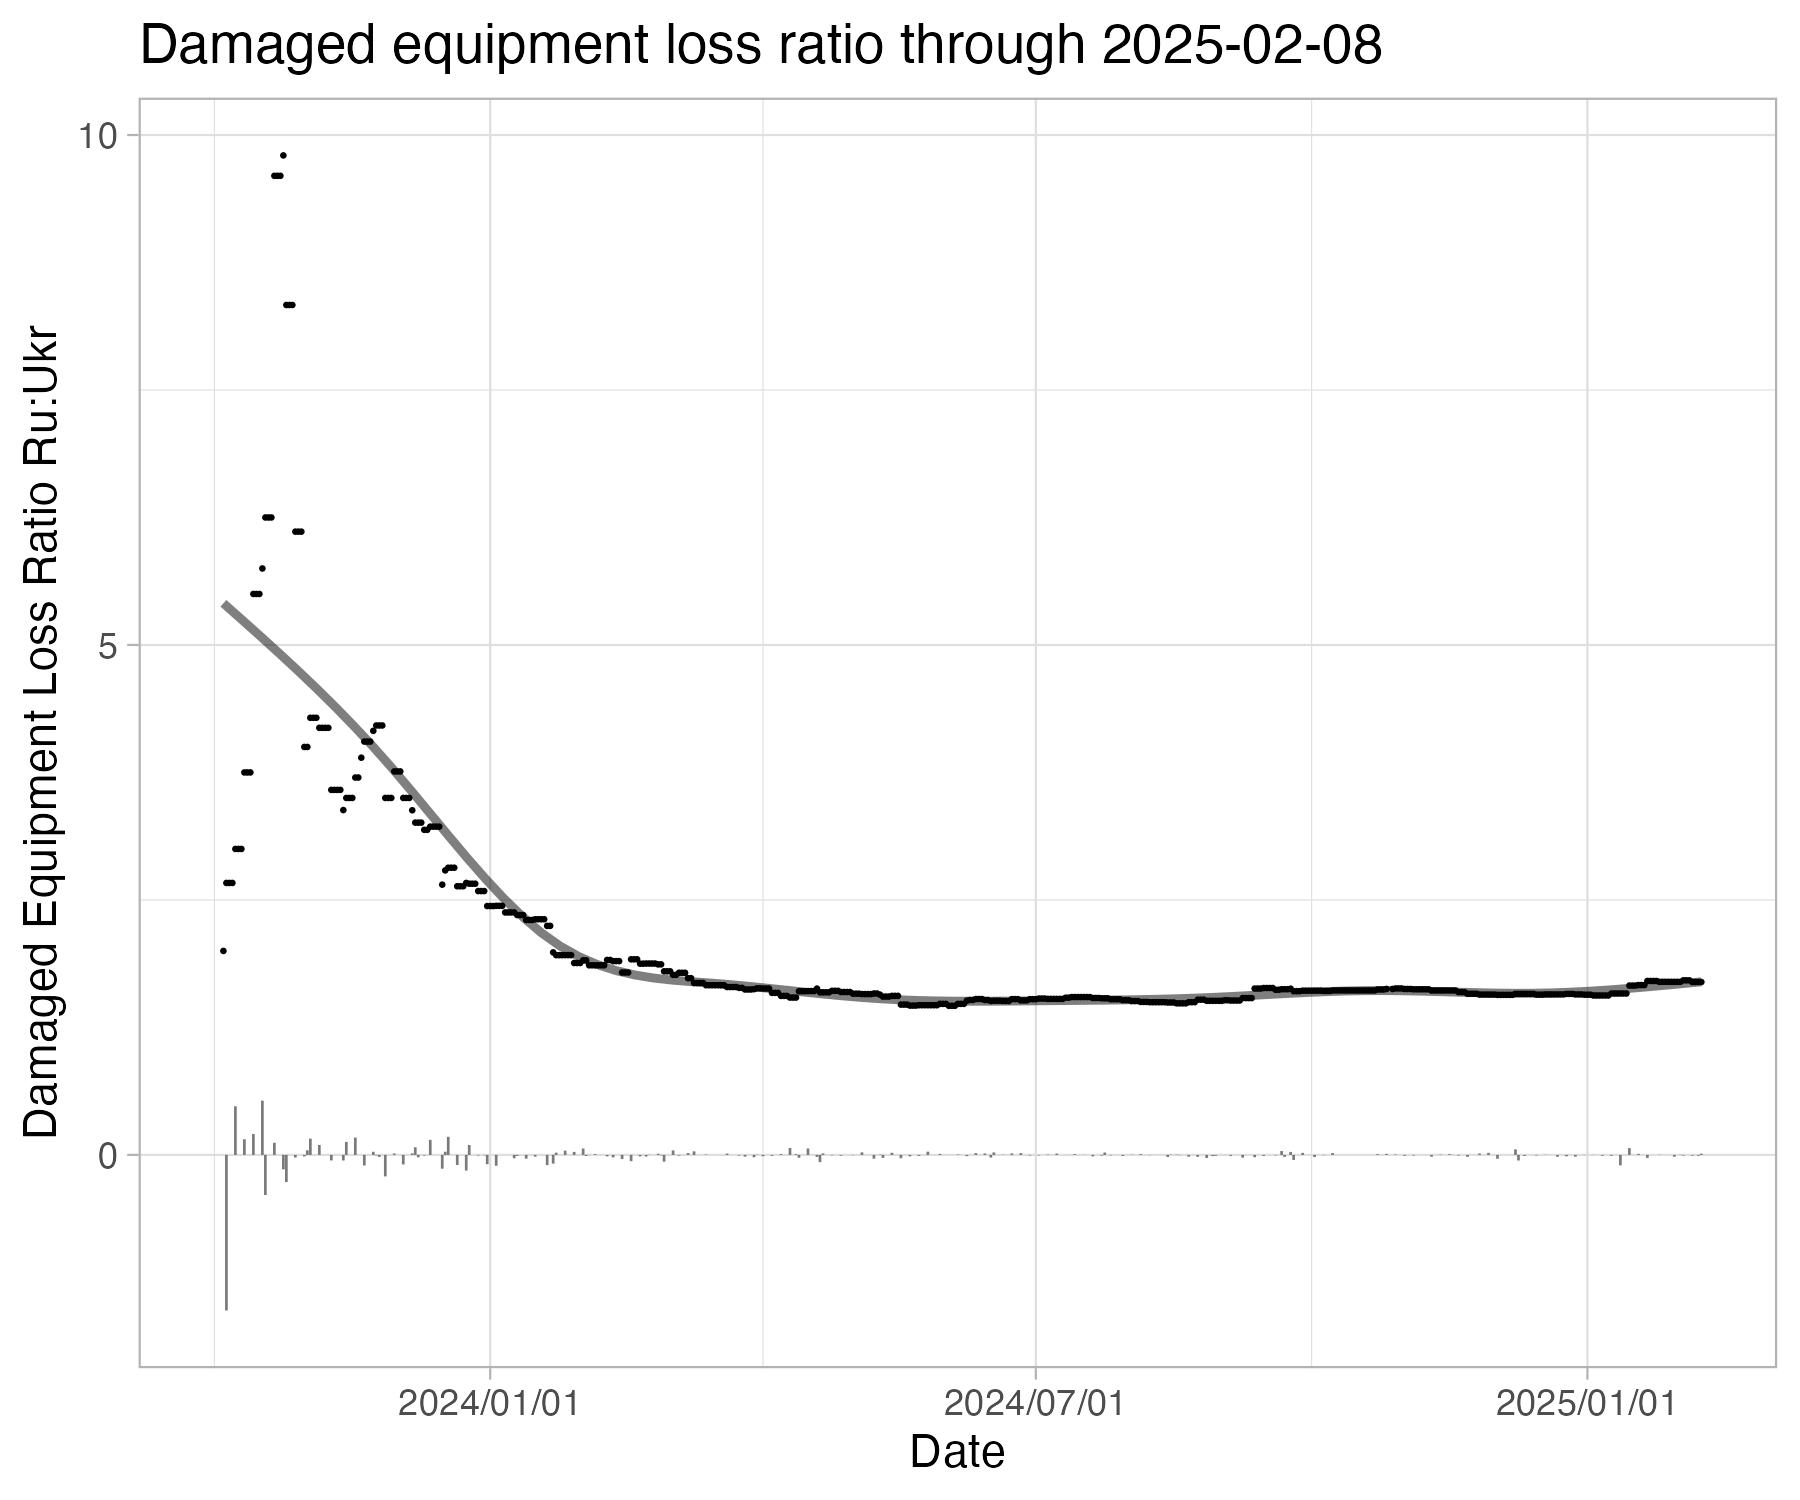 Damaged equipment loss ratio through 2025-02-08
Damaged Equipment Loss Ratio Ru:Ukr
10
5
0
2024/01/01
2024/07/01
2025/01/01
Date